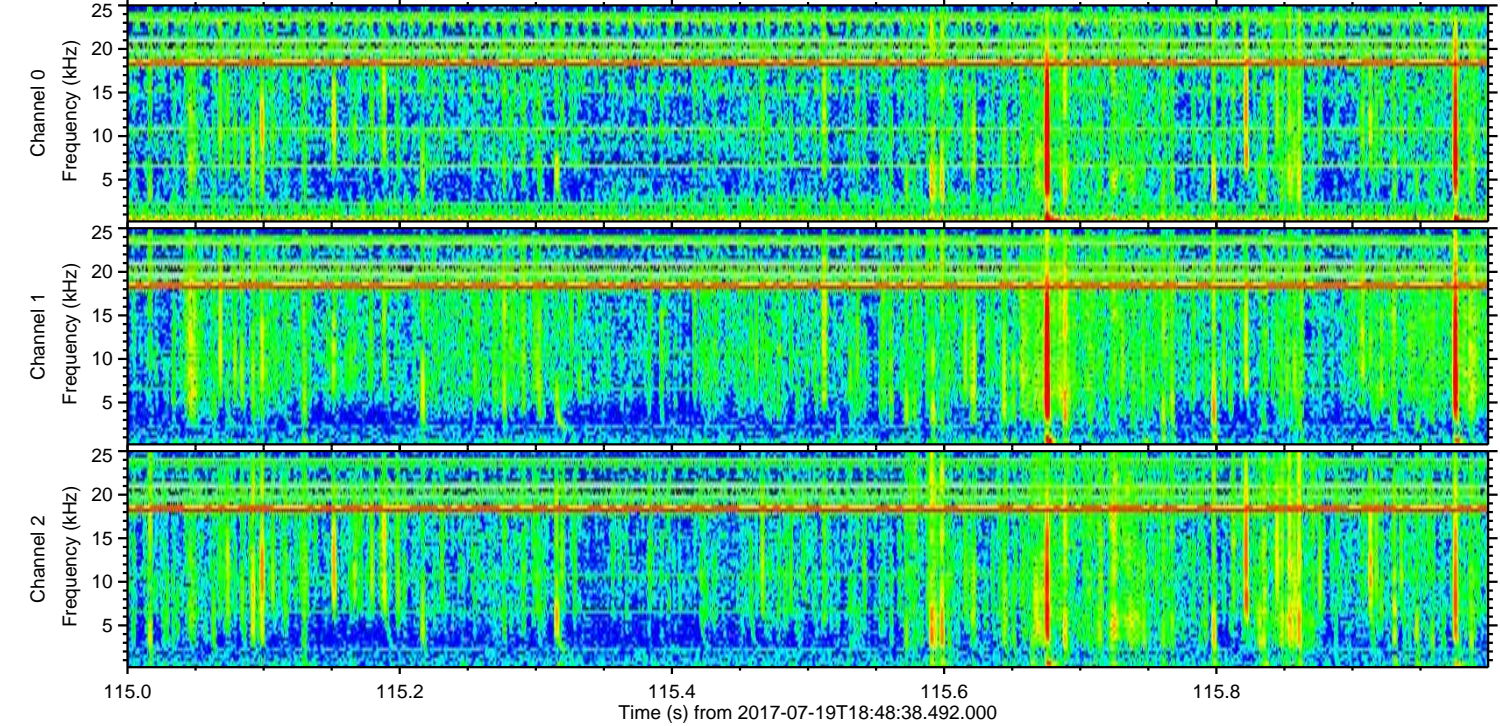 25
20
15
10
5
Channel 0
Frequency (kHz)
25
20
15
10
5
Channel 1
Frequency (kHz)
25
20
15
10
5
Channel 2
Frequency (kHz)
115.0 115.2 115.4 115.6 115.8
Time (s) from 2017-07-19T18:48:38.492.000